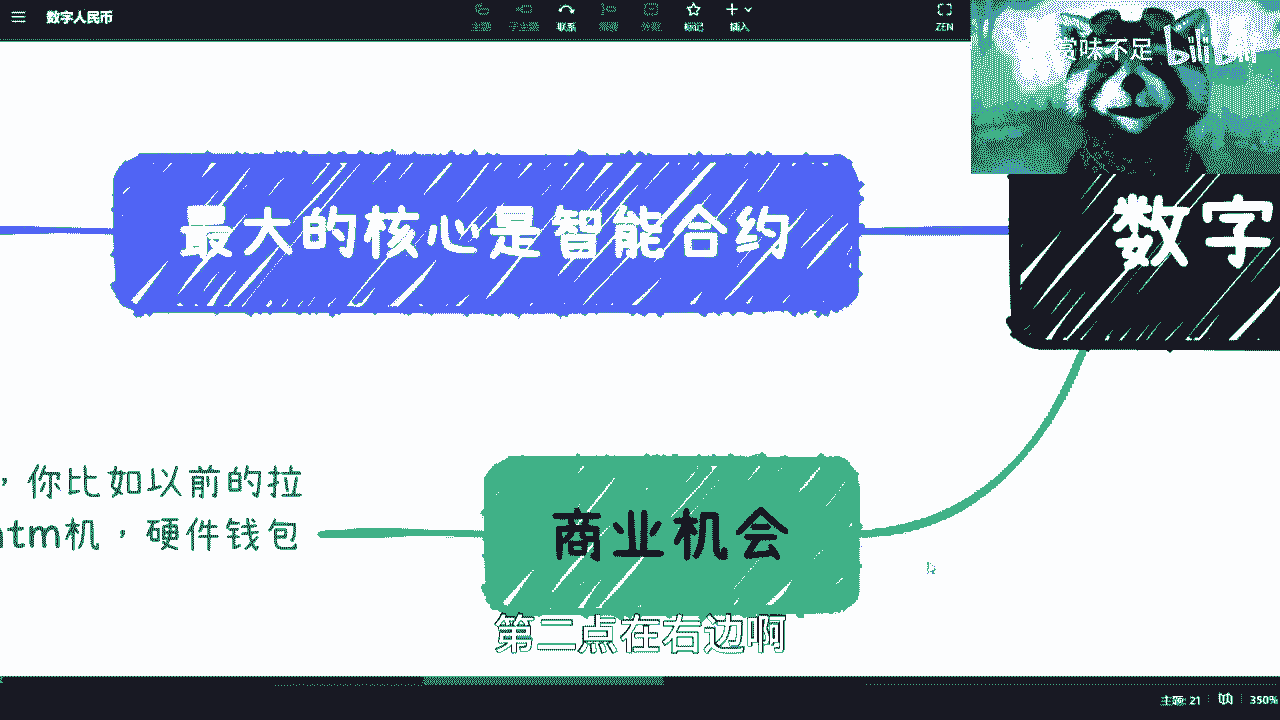 数字人民币
主题
子主题
联系
概要
外框
标记
插入
ZEN
赏味不足 bilibili
最大的核心是智能合约
数字
，你比如以前的拉
atm机，硬件钱包
商业机会
第二点在右边啊
主题: 21
350%